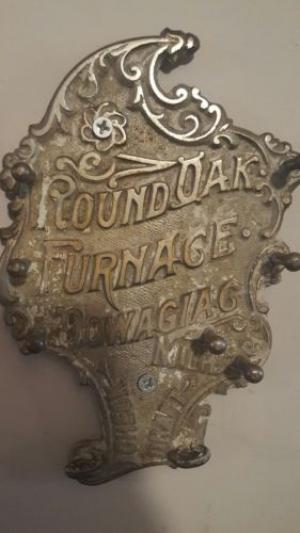 ROUND OAK
FURNACE.
DOWAGIAC
MICH